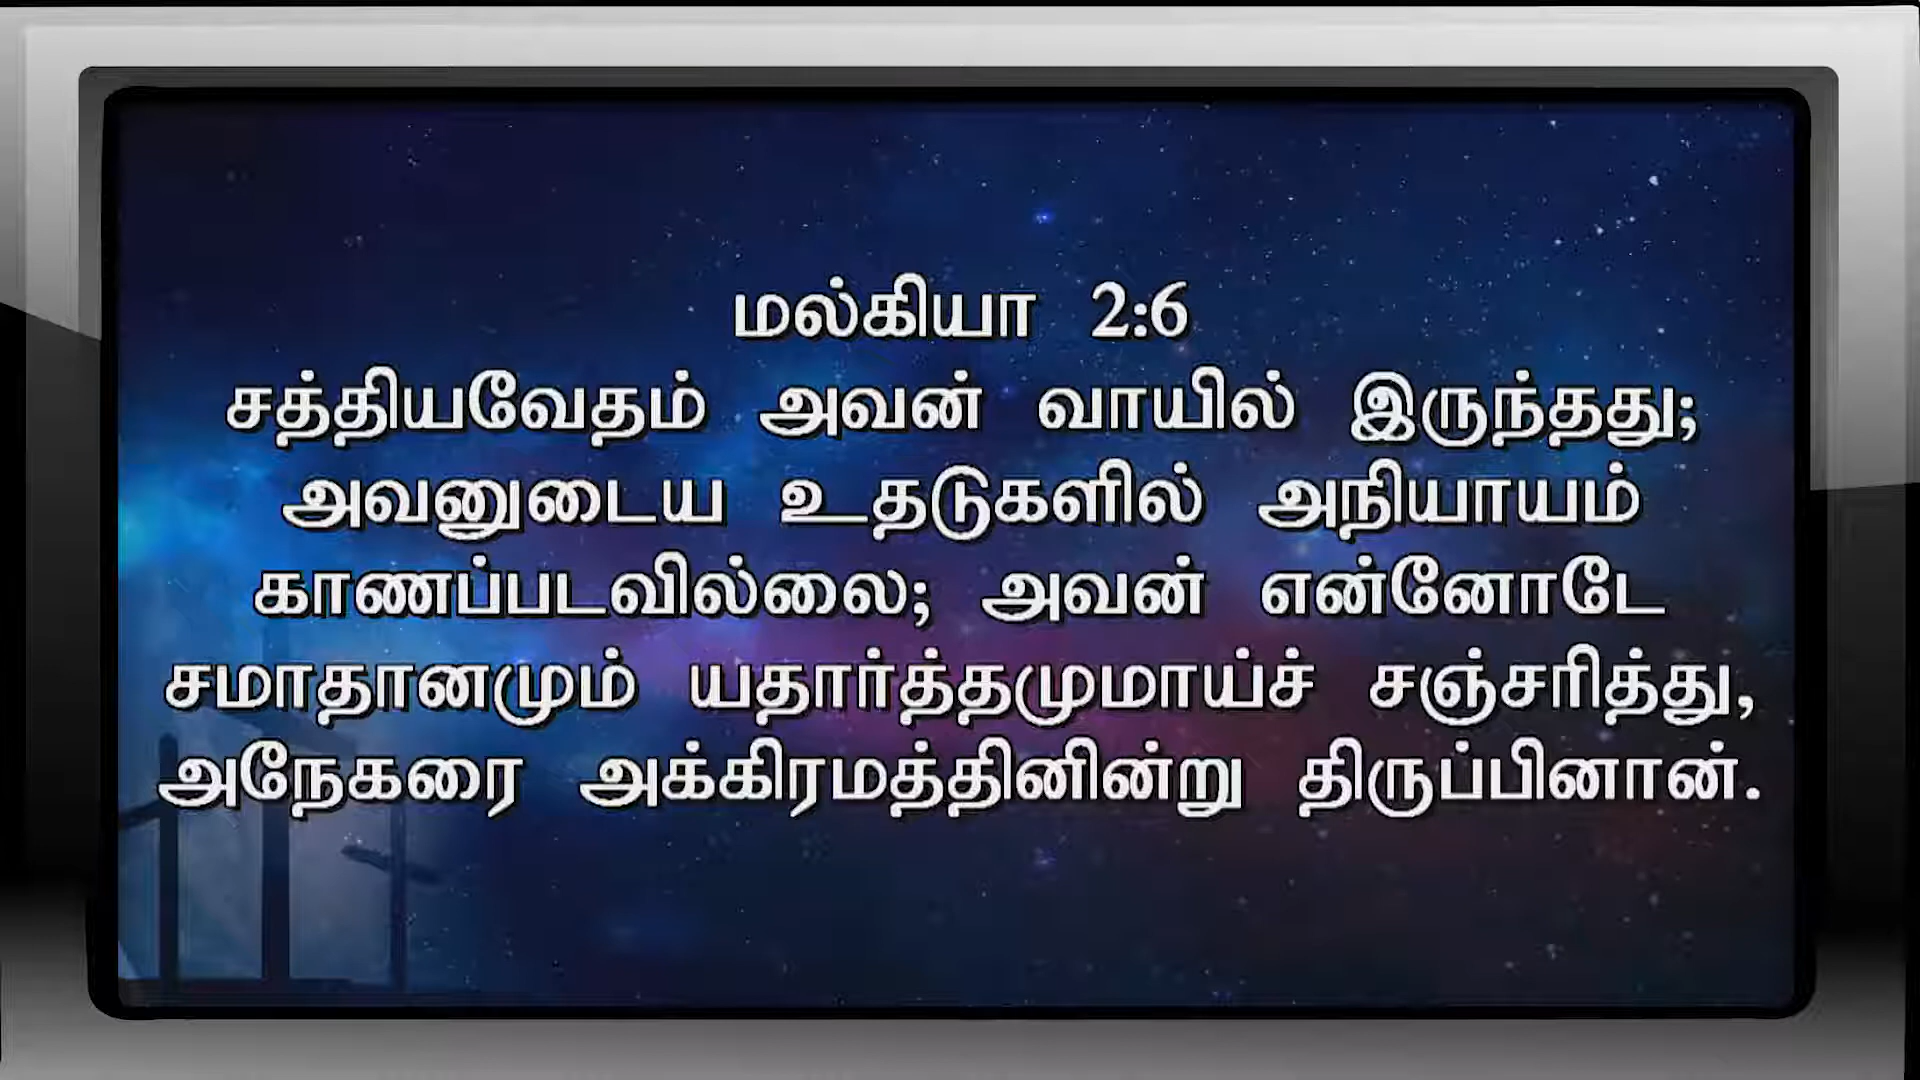 மல்கியா 2:6
சத்தியவேதம் அவன் வாயில் இருந்தது;
அவனுடைய உதடுகளில் அநியாயம்
காணப்படவில்லை; அவன் என்னோடே
சமாதானமும் யதார்த்தமுமாய்ச் சஞ்சரித்து,
அநேகரை அக்கிரமத்தினின்று திருப்பினான்.